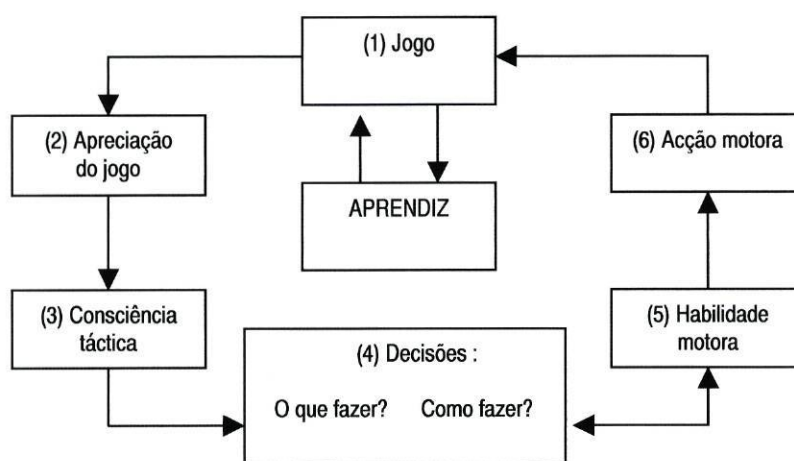 (1) Jogo
(2) Apreciação
do jogo
(6) Acção motora
APRENDIZ
(3) Consciência
táctica
(4) Decisões :
O que fazer? Como fazer?
(5) Habilidade
motora